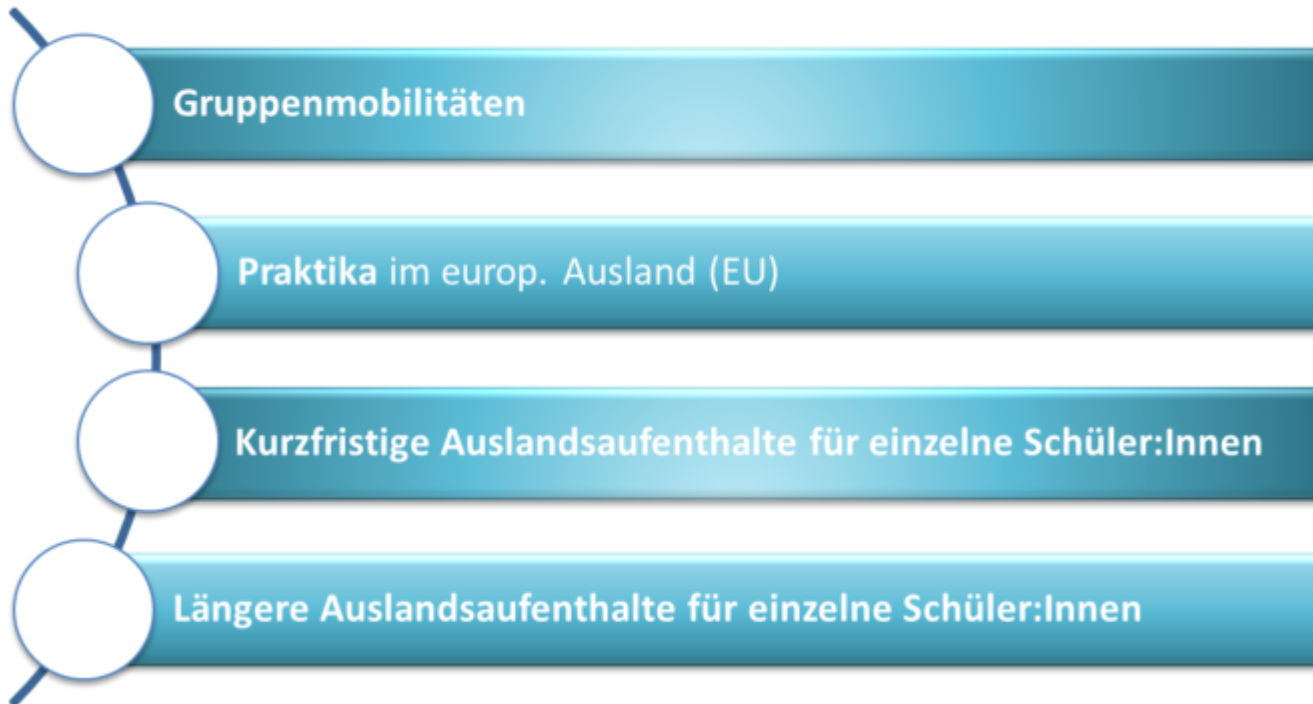 Gruppenmobilitäten
Praktika im europ. Ausland (EU)
Kurzfristige Auslandsaufenthalte für einzelne Schüler:Innen
Längere Auslandsaufenthalte für einzelne Schüler:Innen